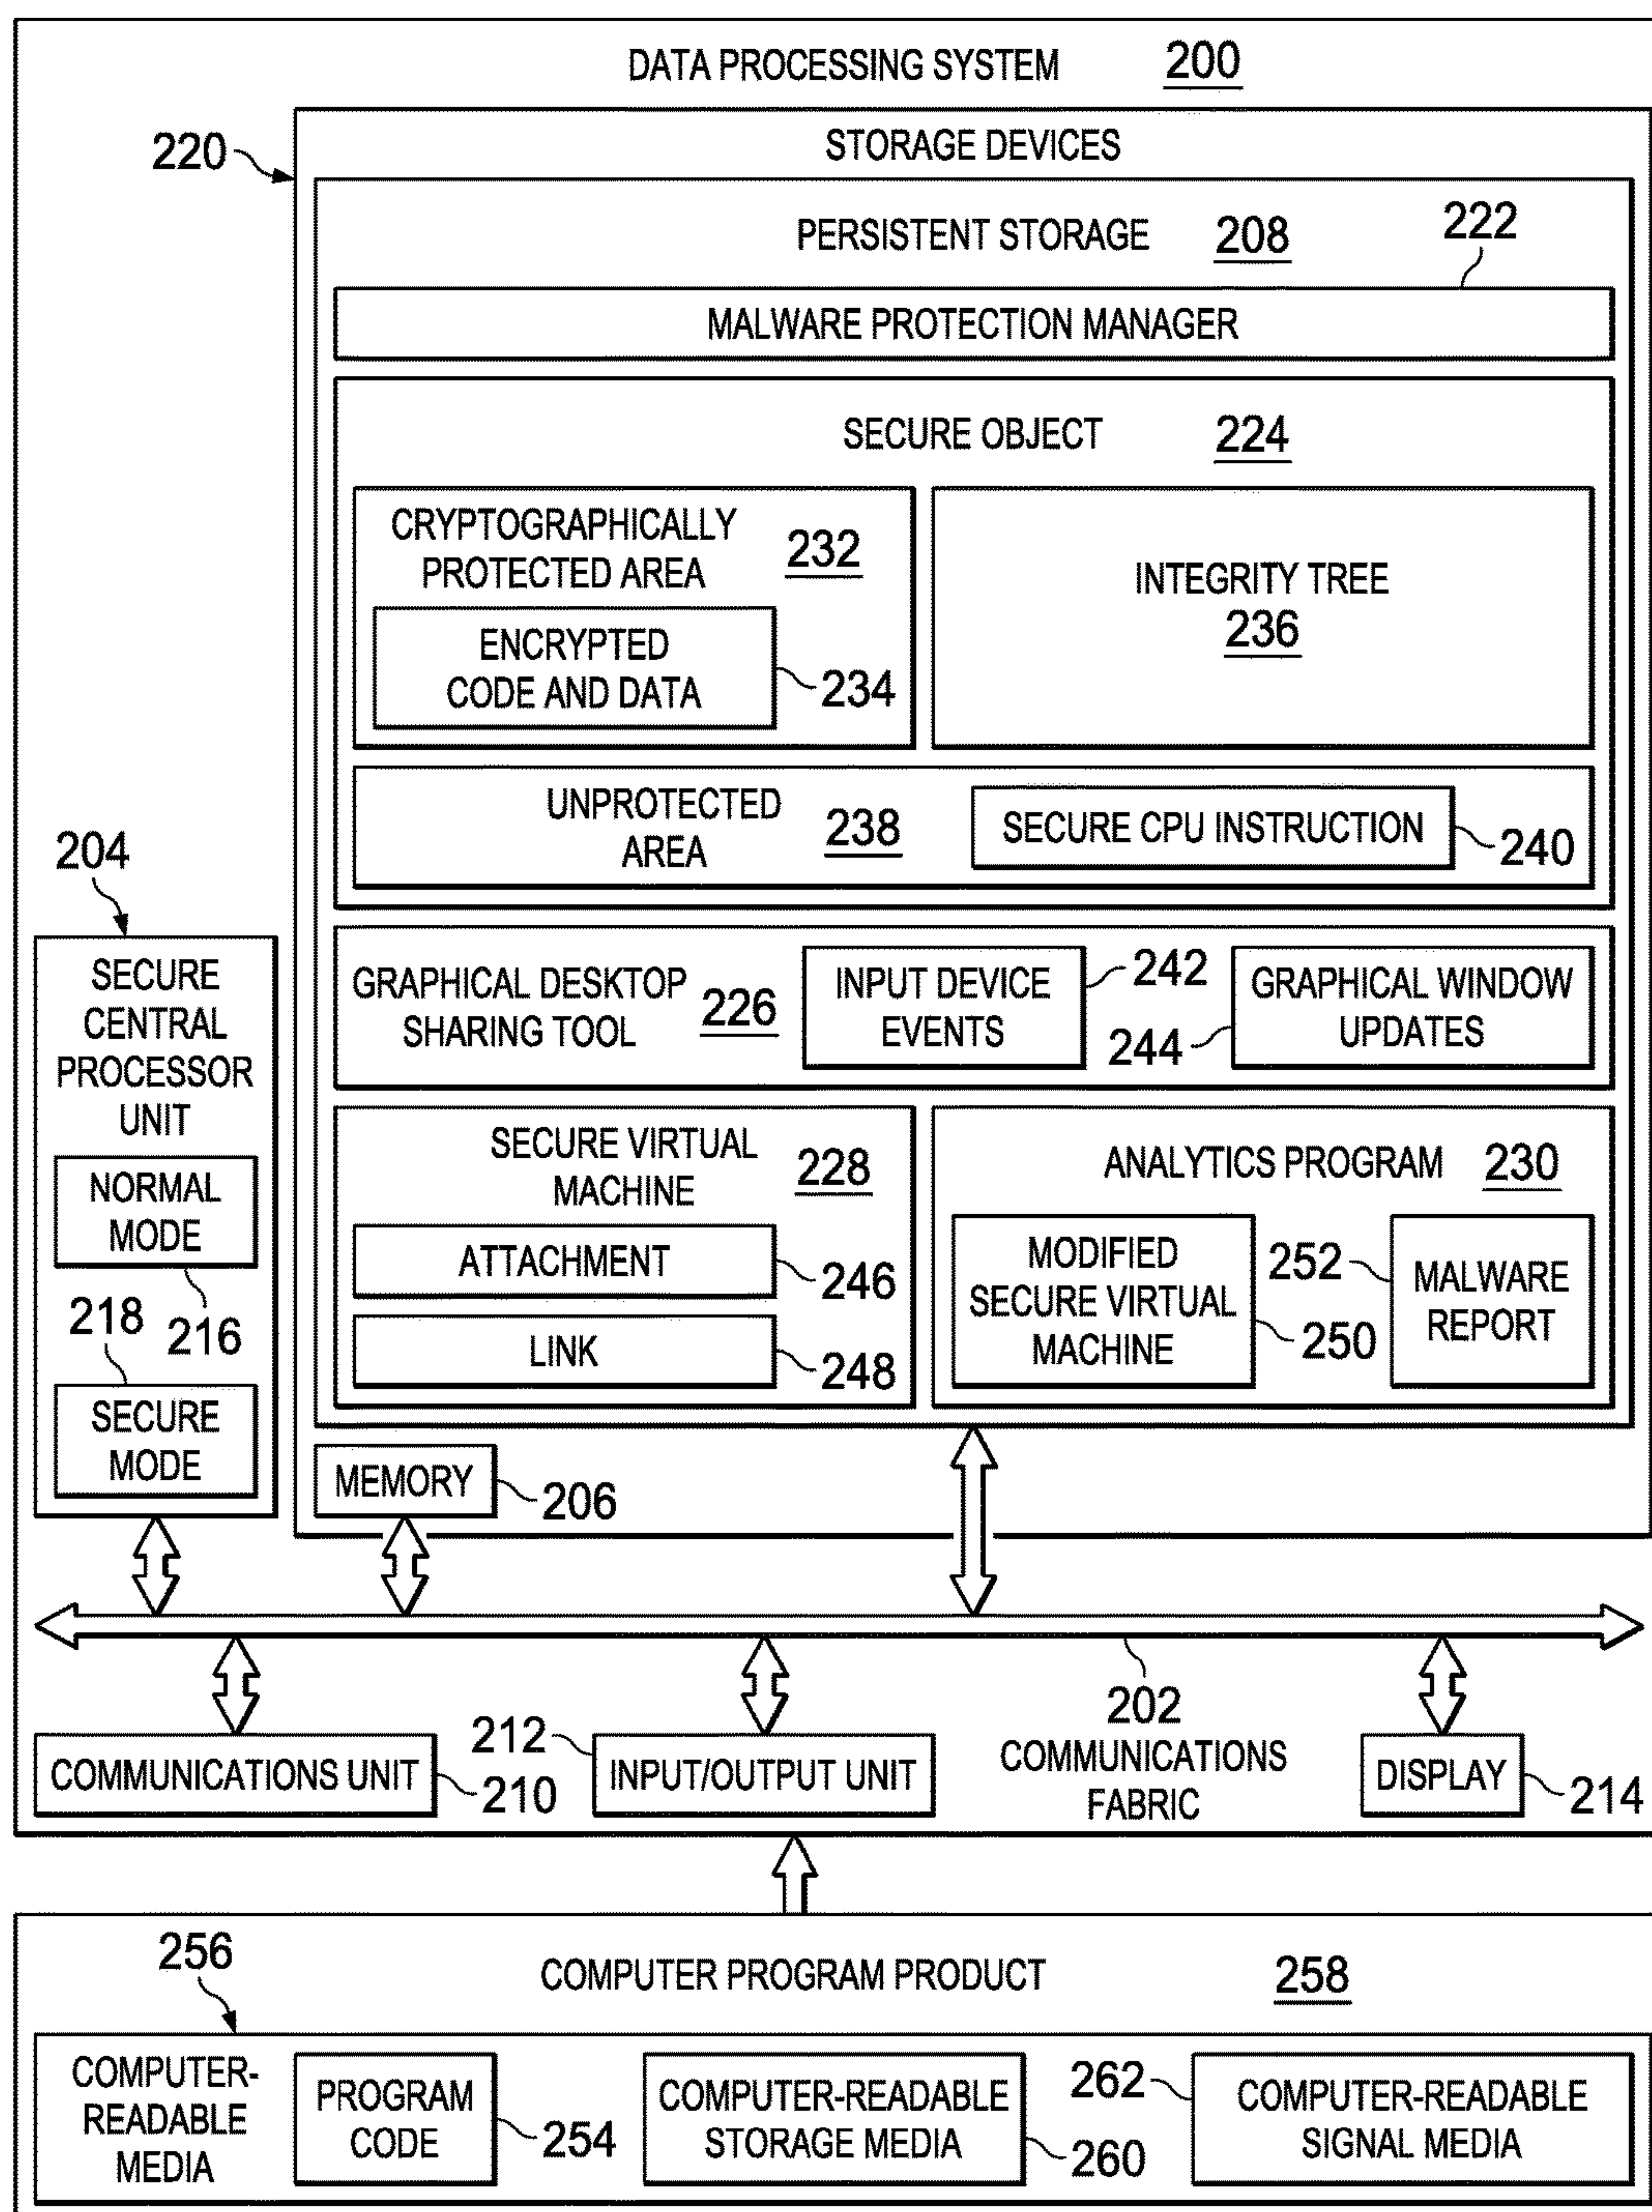 DATA PROCESSING SYSTEM 200
STORAGE DEVICES
220
PERSISTENT STORAGE 208
222
MALWARE PROTECTION MANAGER
SECURE OBJECT 224
CRYPTOGRAPHICALLY
PROTECTED AREA 232
ENCRYPTED
CODE AND DATA
234
INTEGRITY TREE
236
UNPROTECTED
AREA
238
SECURE CPU INSTRUCTION
240
204
SECURE
CENTRAL
PROCESSOR
UNIT
NORMAL
MODE
216
218
SECURE
MODE
GRAPHICAL DESKTOP
SHARING TOOL
226
INPUT DEVICE
EVENTS
242
244
GRAPHICAL WINDOW
UPDATES
SECURE VIRTUAL
MACHINE
228
ATTACHMENT
246
LINK
248
ANALYTICS PROGRAM 230
MODIFIED
SECURE VIRTUAL
MACHINE
250
252
MALWARE
REPORT
MEMORY
206
202
COMMUNICATIONS
FABRIC
COMMUNICATIONS UNIT
210
212
INPUT/OUTPUT UNIT
DISPLAY
214
COMPUTER PROGRAM PRODUCT 258
256
COMPUTER-
READABLE
MEDIA
PROGRAM
CODE
254
COMPUTER-READABLE
STORAGE MEDIA
260
262
COMPUTER-READABLE
SIGNAL MEDIA